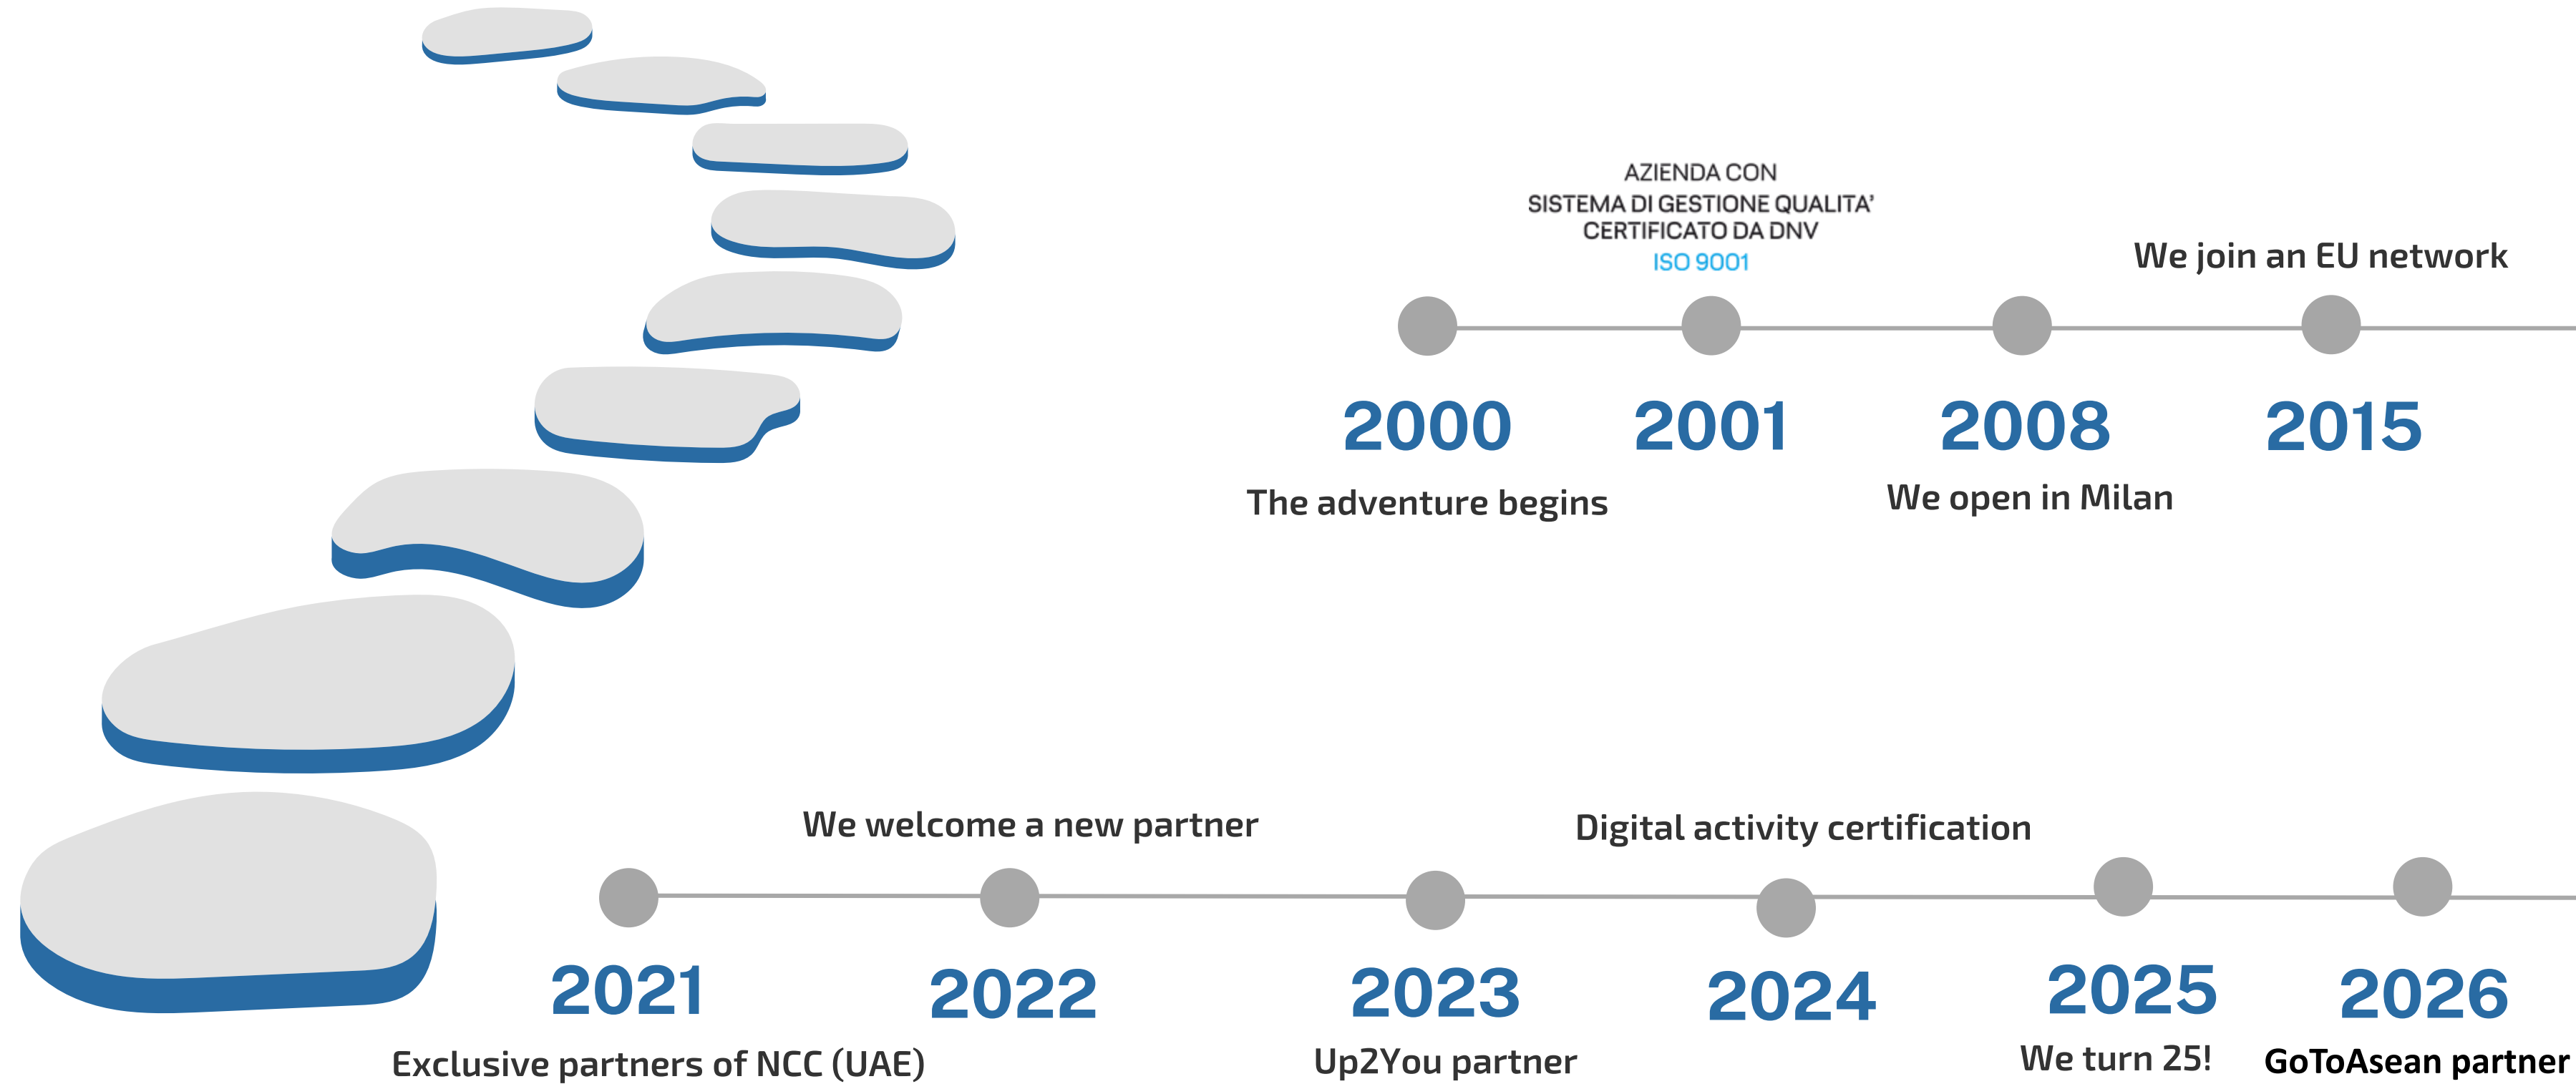 AZIENDA CON
SISTEMA DI GESTIONE QUALITA'
CERTIFICATO DA DNV
ISO 9001
We join an EU network
2000
2001
2008
2015
The adventure begins
We open in Milan
We welcome a new partner
Digital activity certification
2021
2022
2023
2024
2025
2026
Exclusive partners of NCC (UAE)
Up2You partner
We turn 25!
GoToAsean partner